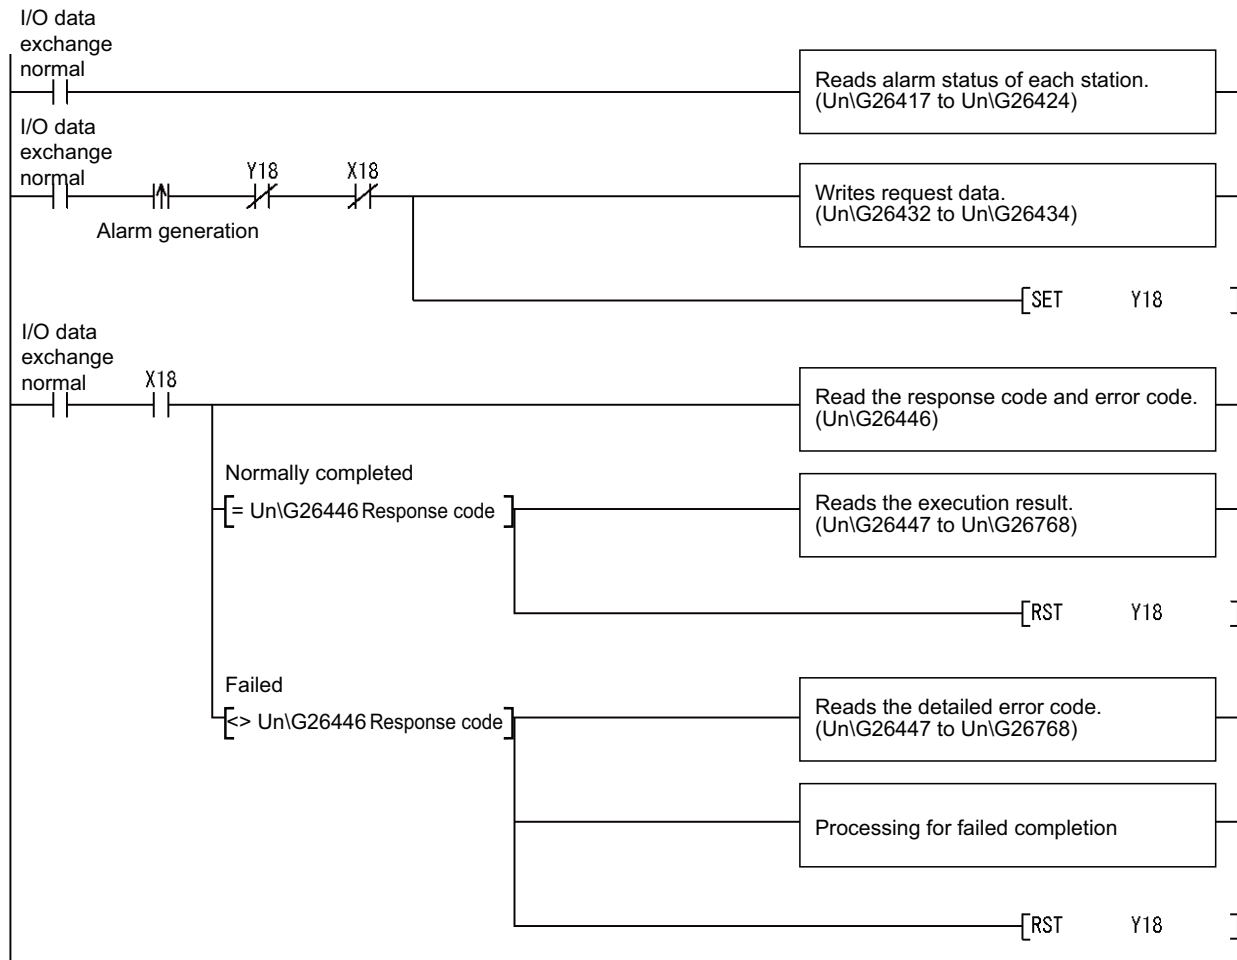 I/O data
exchange
normal
Reads alarm status of each station.
(Un\G26417 to Un\G26424)
I/O data
exchange
normal
Y18
X18
Alarm generation
Writes request data.
(Un\G26432 to Un\G26434)
SET Y18
I/O data
exchange
normal
X18
Read the response code and error code.
(Un\G26446)
Normally completed
= Un\G26446 Response code
Reads the execution result.
(Un\G26447 to Un\G26768)
RST Y18
Failed
<> Un\G26446 Response code
Reads the detailed error code.
(Un\G26447 to Un\G26768)
Processing for failed completion
RST Y18